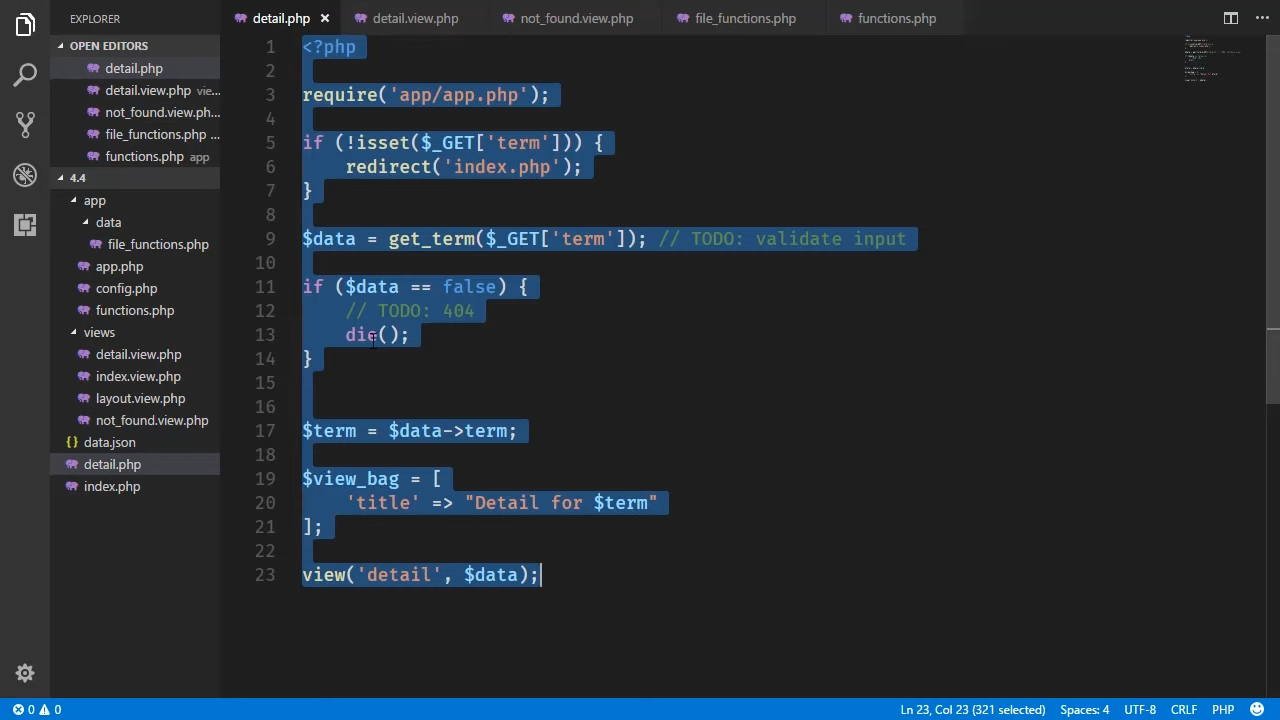 EXPLORER
detail.php
detail.view.php
not_found.view.php
file_functions.php
functions.php
OPEN EDITORS
detail.php
detail.view.php vie...
not_found.view.ph...
file_functions.php ...
functions.php app
4.4
app
data
file_functions.php
app.php
config.php
functions.php
views
detail.view.php
index.view.php
layout.view.php
not_found.view.php
{} data.json
detail.php
index.php
1 <?php
2
3 require('app/app.php');
4
5 if (!isset($_GET['term'])) {
6 redirect('index.php');
7 }
8
9 $data = get_term($_GET['term']); // TODO: validate input
10
11 if ($data == false) {
12 // TODO: 404
13 die();
14 }
15
16
17 $term = $data->term;
18
19 $view_bag = [
20 'title' => "Detail for $term"
21 ];
22
23 view('detail', $data);
0 0 Ln 23, Col 23 (321 selected) Spaces: 4 UTF-8 CRLF PHP